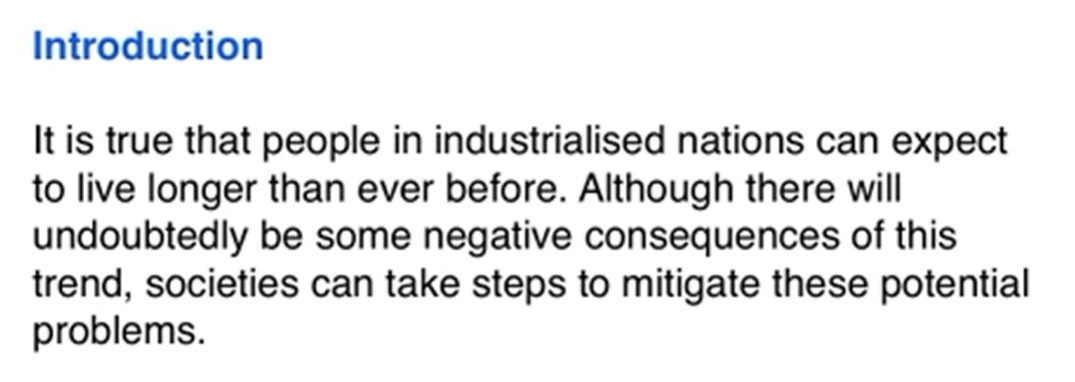 Introduction
It is true that people in industrialised nations can expect
to live longer than ever before. Although there will
undoubtedly be some negative consequences of this
trend, societies can take steps to mitigate these potential
problems.